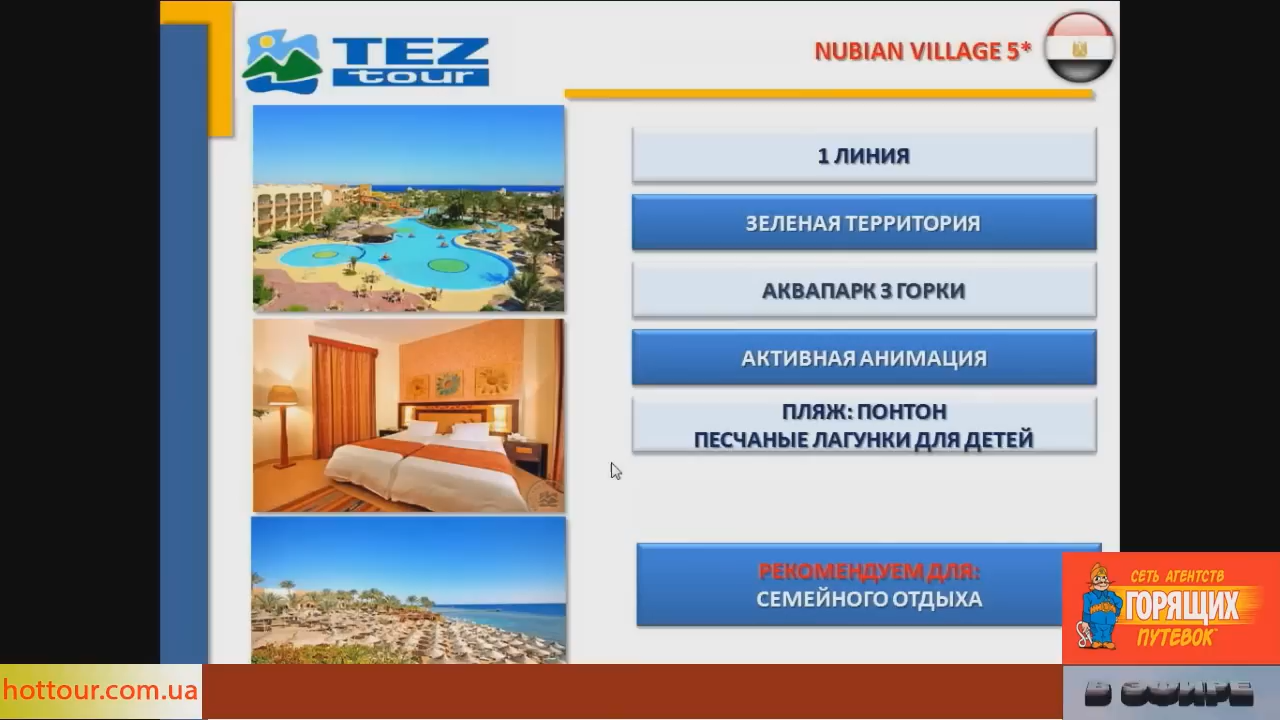 TEZ
tour
NUBIAN VILLAGE 5*
1 ЛИНИЯ
ЗЕЛЕНАЯ ТЕРРИТОРИЯ
АКВАПАРК 3 ГОРКИ
АКТИВНАЯ АНИМАЦИЯ
ПЛЯЖ: ПОНТОН
ПЕСЧАНЫЕ ЛАГУНКИ ДЛЯ ДЕТЕЙ
РЕКОМЕНДУЕМ ДЛЯ:
СЕМЕЙНОГО ОТДЫХА
СЕТЬ АГЕНТСТВ
ГОРЯЩИХ
ПУТЕВОК
hottour.com.ua
В ЭФИРЕ